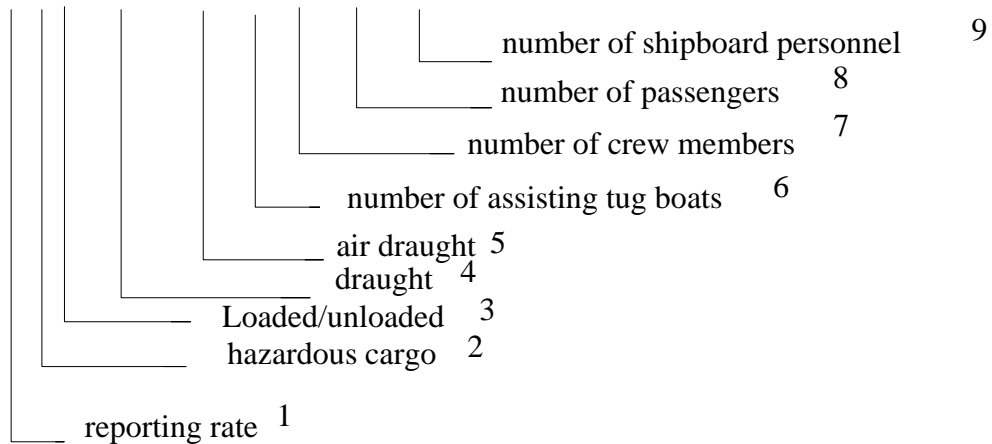 number of shipboard personnel 9
number of passengers 8
number of crew members 7
number of assisting tug boats 6
air draught 5
draught 4
Loaded/unloaded 3
hazardous cargo 2
reporting rate 1